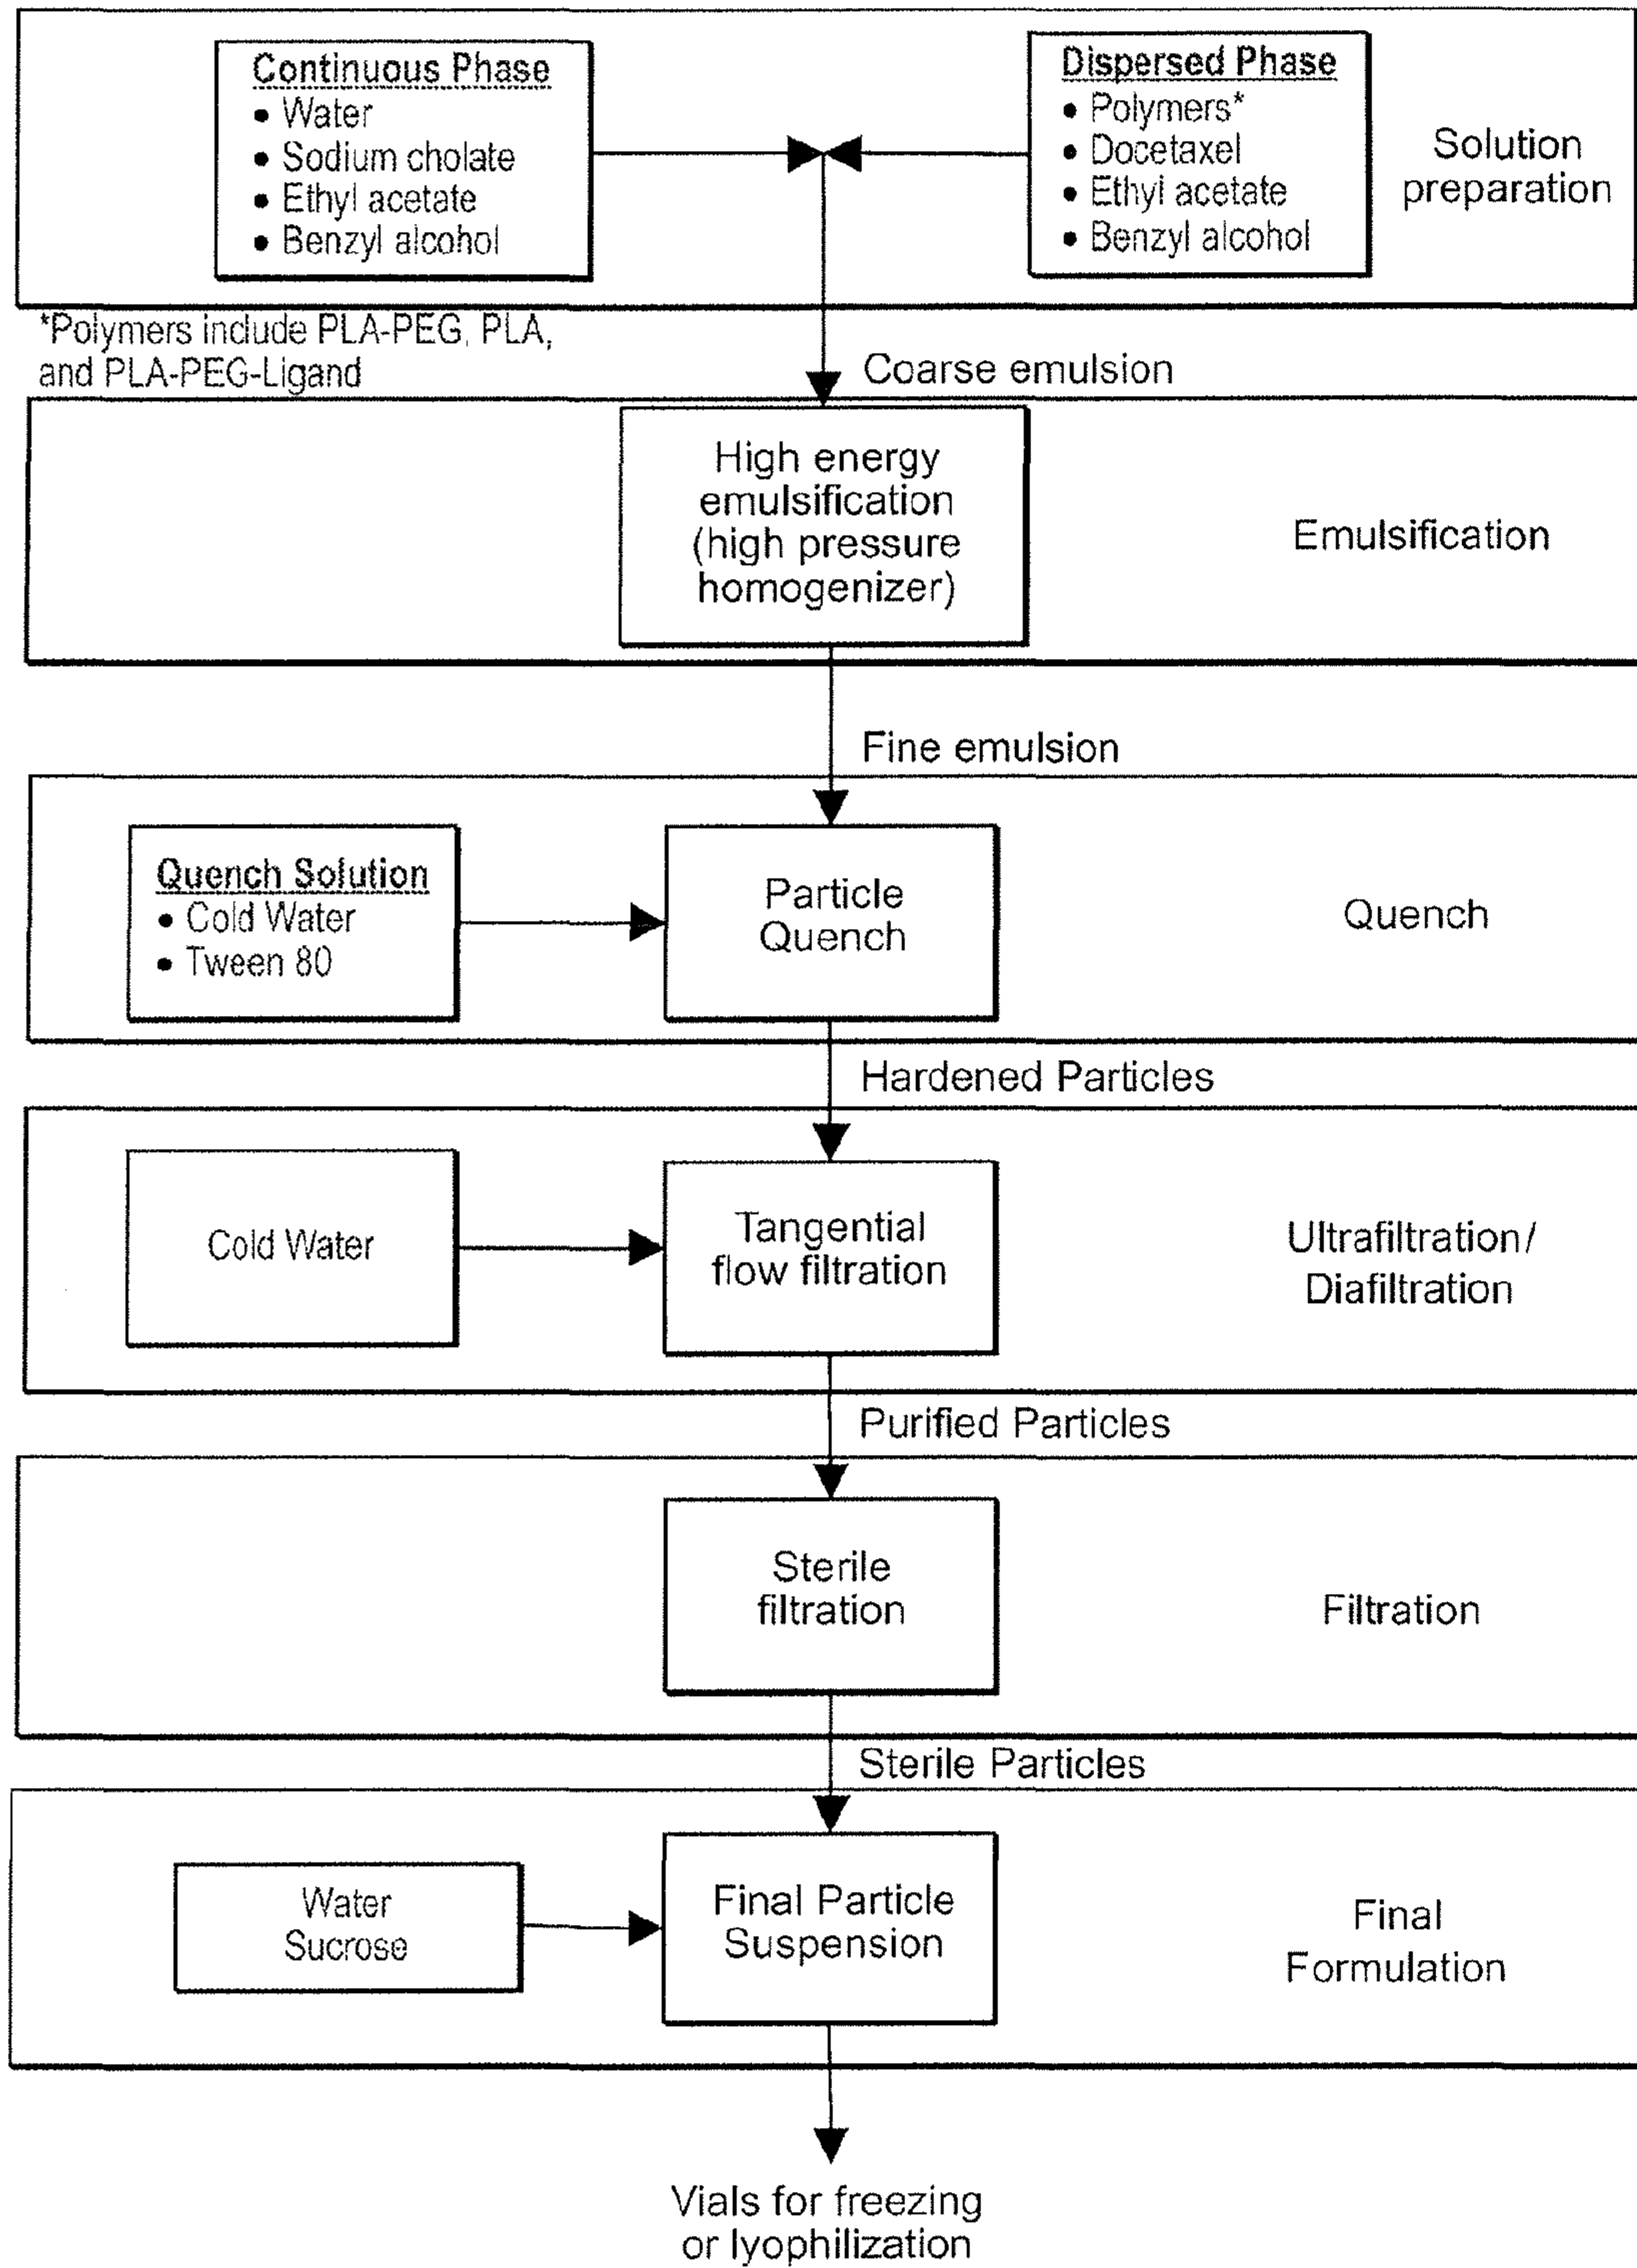 Continuous Phase
• Water
• Sodium cholate
• Ethyl acetate
• Benzyl alcohol
Dispersed Phase
• Polymers*
• Docetaxel
• Ethyl acetate
• Benzyl alcohol
Solution
preparation
*Polymers include PLA-PEG, PLA,
and PLA-PEG-Ligand
Coarse emulsion
High energy
emulsification
(high pressure
homogenizer)
Emulsification
Fine emulsion
Quench Solution
• Cold Water
• Tween 80
Particle
Quench
Quench
Hardened Particles
Cold Water
Tangential
flow filtration
Ultrafiltration/
Diafiltration
Purified Particles
Sterile
filtration
Filtration
Sterile Particles
Water
Sucrose
Final Particle
Suspension
Final
Formulation
Vials for freezing
or lyophilization